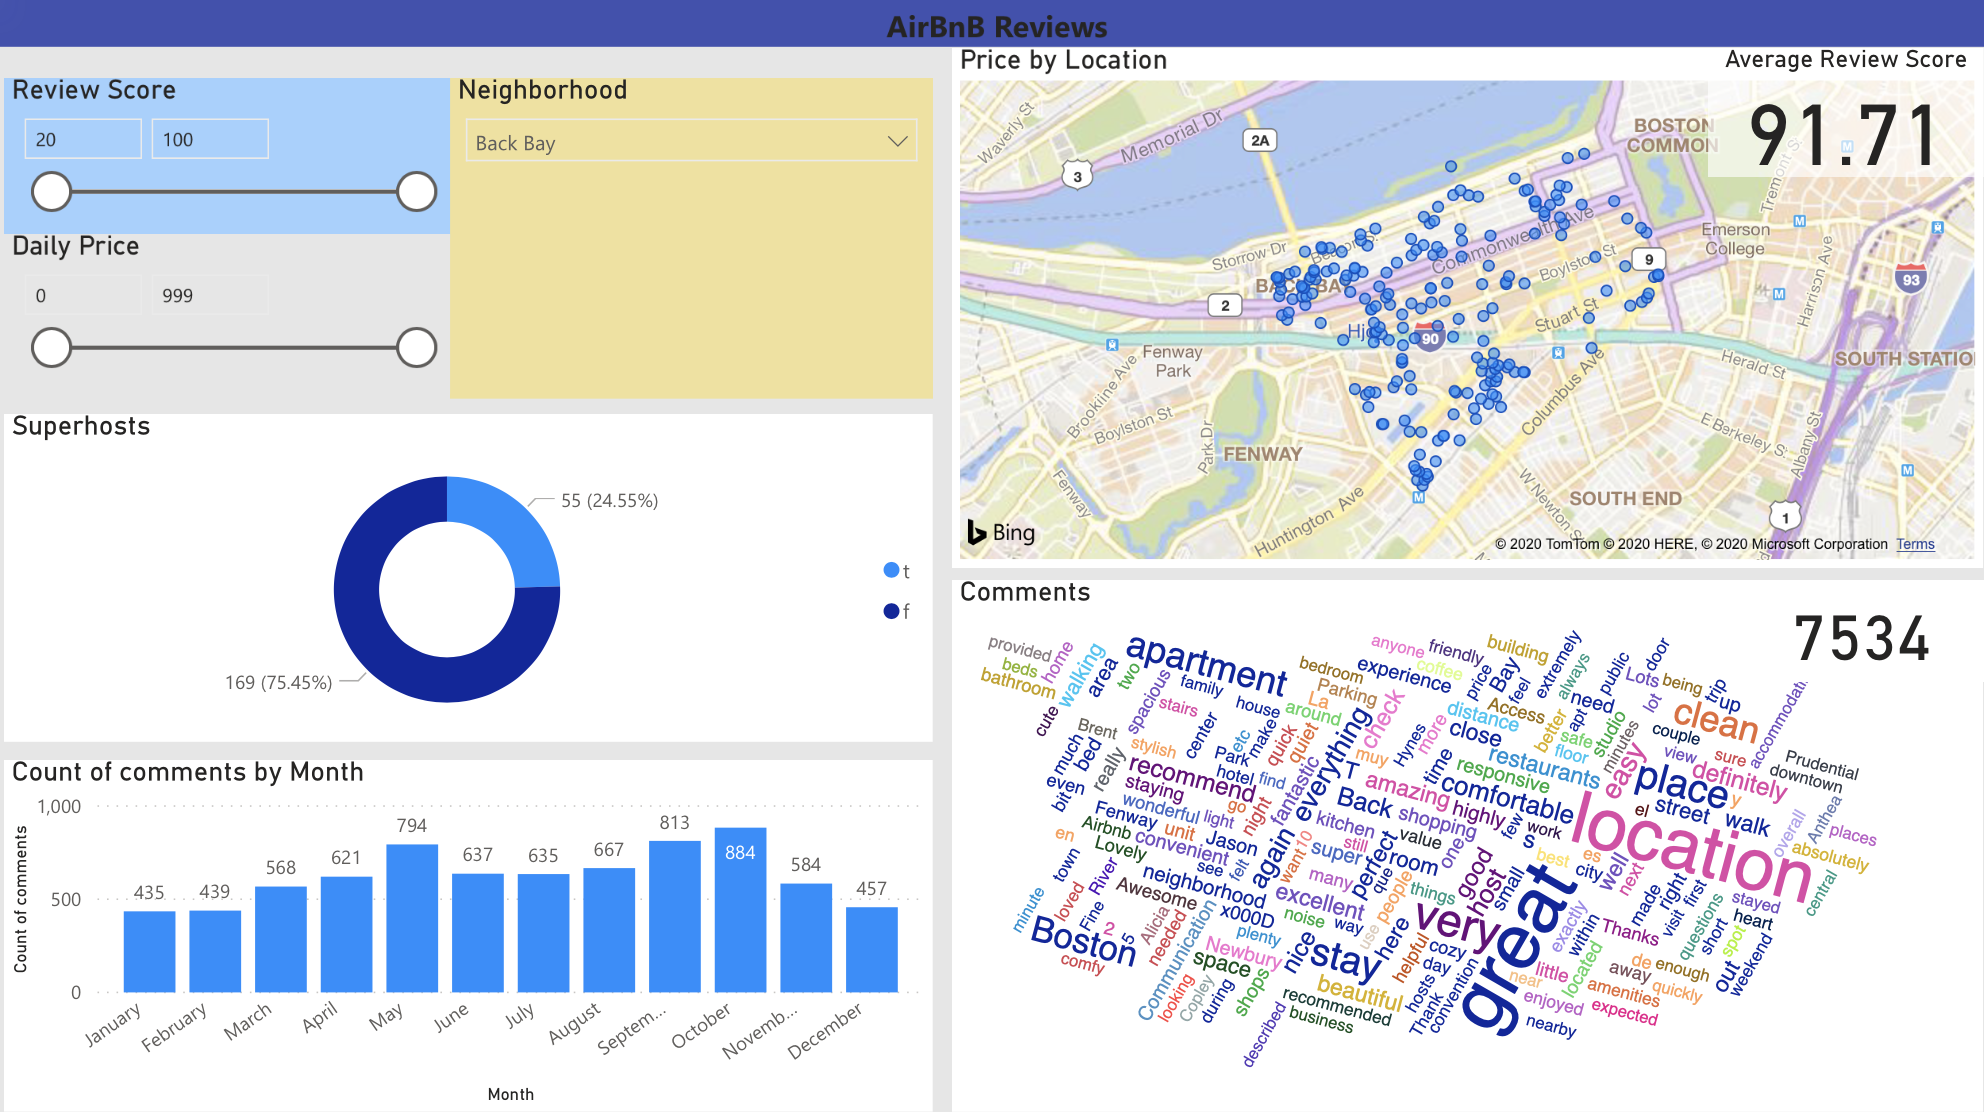 AirBnB Reviews
Review Score
20
100
Neighborhood
Back Bay
Daily Price
0
999
Superhosts
55 (24.55%)
169 (75.45%)
t
f
Count of comments by Month
Count of comments
1,000
500
0
435
439
568
621
794
637
635
667
813
884
584
457
January
February
March
April
May
June
July
August
Septem...
October
Novemb...
December
Month
Price by Location
Average Review Score
91.71
Waverly St
Memorial Dr
3
2A
BOSTON
COMMON
Tremont S
M
Storrow Dr
Commonwealth Ave
Boylston St
Emerson
College
9
93
2
Stuart St
Harrison Ave
90
Fenway
Park
Brookline Ave
Boylston St
Park Dr
FENWAY
Fenway
Huntington Ave
Columbus Ave
Herald St
SOUTH STATIO
E Berkeley S
Albany St
W Newton St
SOUTH END
1
Bing
© 2020 TomTom © 2020 HERE, © 2020 Microsoft Corporation Terms
Comments
7534
provided
beds
bathroom
home
walking
area
two
apartment
cute
spacious
family
stairs
house
center
bedroom
Parking
La
around
anyone
friendly
coffee
experience
building
price
Bay
feel
extremely
always
public
door
Lots
lot
being
trip
up
clean
accommodati
need
Access
distance
check
everything
quiet
quick
make
etc
Park
hotel
find
Brent
much
bed
even
e
bit
really
stylish
recommend
staying
wonderful
light
go
night
fantastic
T
muy
Hynes
more
close
time
better
apt
safe
floor
studio
minutes
restaurants
responsive
easy
couple
view
sure
place
y
definitely
Prudential
downtown
street
walk
el
overall
Anthea
places
absolutely
central
location
comfortable
amazing
highly
Back
shopping
kitchen
still
value
few
work
s
best
es
city
well
next
Fenway
Airbnb
Lovely
unit
convenient
Jason
see
felt
again
want
10
super
many
perfect
que
room
one
g
good
host
small
things
people
use
town
River
loved
minute
Fine
2
5
Boston
comfy
Awesome
neighborhood
x000D
Alicia
needed
Communication
plenty
excellent
noise
way
Newbury
space
shops
looking
Copley
during
nice
stay
here
helpful
very
cozy
day
hosts
Thank
convention
beautiful
recommended
business
described
great
exactly
within
made
right
visit
first
Thanks
questions
short
stayed
heart
spot
weekend
out
little
near
located
de
away
enough
quickly
amenities
enjoyed
expected
nearby